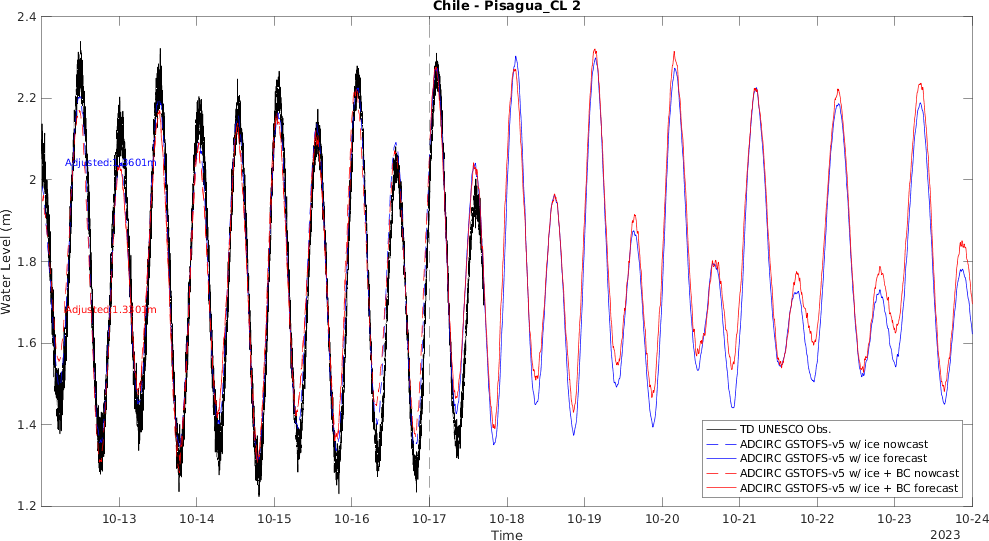 Chile - Pisagua_CL 2
2.4
2.2
2
1.8
1.6
1.4
1.2
Water Level (m)
Adjusted:
Adjusted:1.3301m
TD UNESCO Obs.
ADCIRC GSTOFS-v5 w/ ice nowcast
ADCIRC GSTOFS-v5 w/ ice forecast
ADCIRC GSTOFS-v5 w/ ice + BC nowcast
ADCIRC GSTOFS-v5 w/ ice + BC forecast
10-13 10-14 10-15 10-16 10-17 10-18 10-19 10-20 10-21 10-22 10-23 10-24
Time
2023